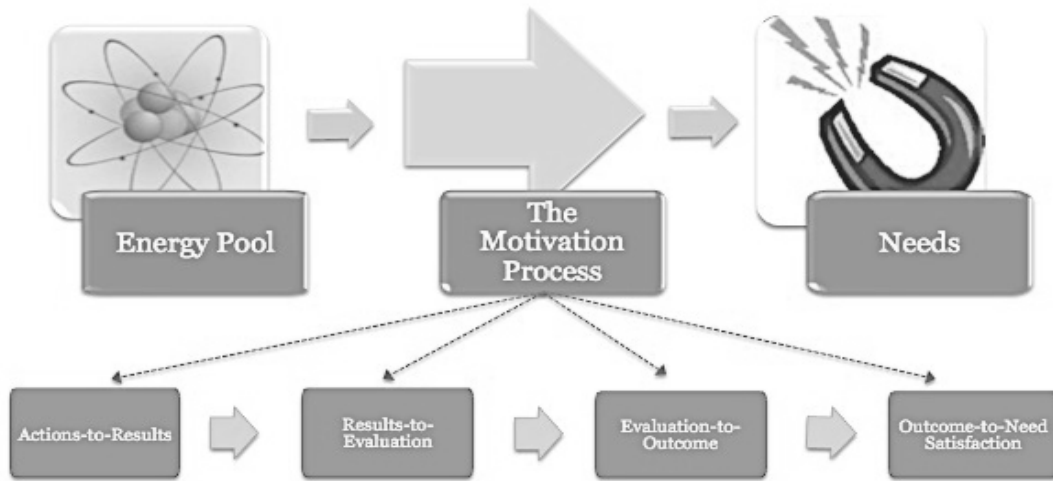 Energy Pool
The
Motivation
Process
Needs
Actions-to-Results
Results-to-
Evaluation
Evaluation-to-
Outcome
Outcome-to-Need
Satisfaction